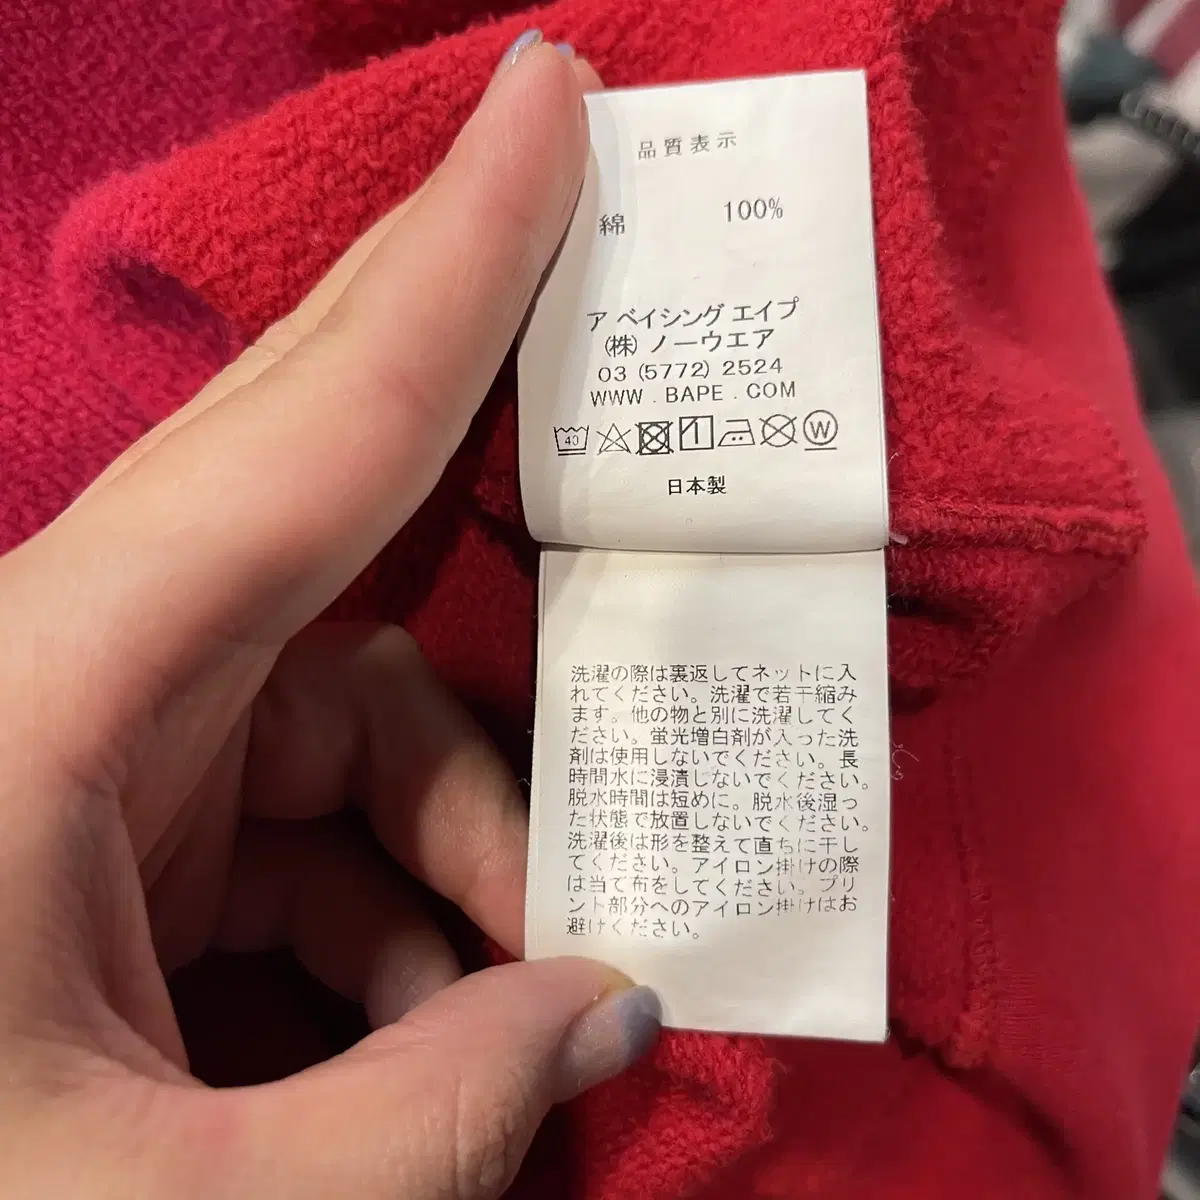 品質表示
綿 100%
ア ベイシング エイプ
(株) ノーウエア
03 (5772) 2524
WWW . BAPE . COM
40 1 W
日本製
洗濯の際は裏返してネットに入
れてください。洗濯で若干縮み
ます。他の物と別に洗濯してく
ださい。蛍光増白剤が入った洗
剤は使用しないでください。長
時間水に浸漬しないでください。
脱水時間は短めに。脱水後湿っ
た状態で放置しないでください。
洗濯後は形を整えて直ちに干し
てください。アイロン掛けの際
は当て布をしてください。プリ
ント部分へのアイロン掛けはお
避けください。